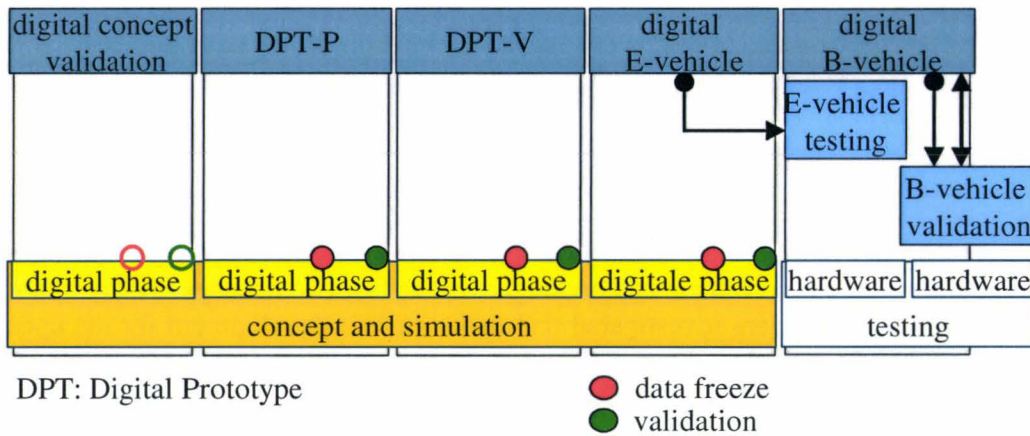 digital concept
validation
DPT-P
DPT-V
digital
E-vehicle
digital
B-vehicle
E-vehicle
testing
B-vehicle
validation
digital phase
digital phase
digital phase
digitale phase
hardware
hardware
concept and simulation
testing
DPT: Digital Prototype
data freeze
validation